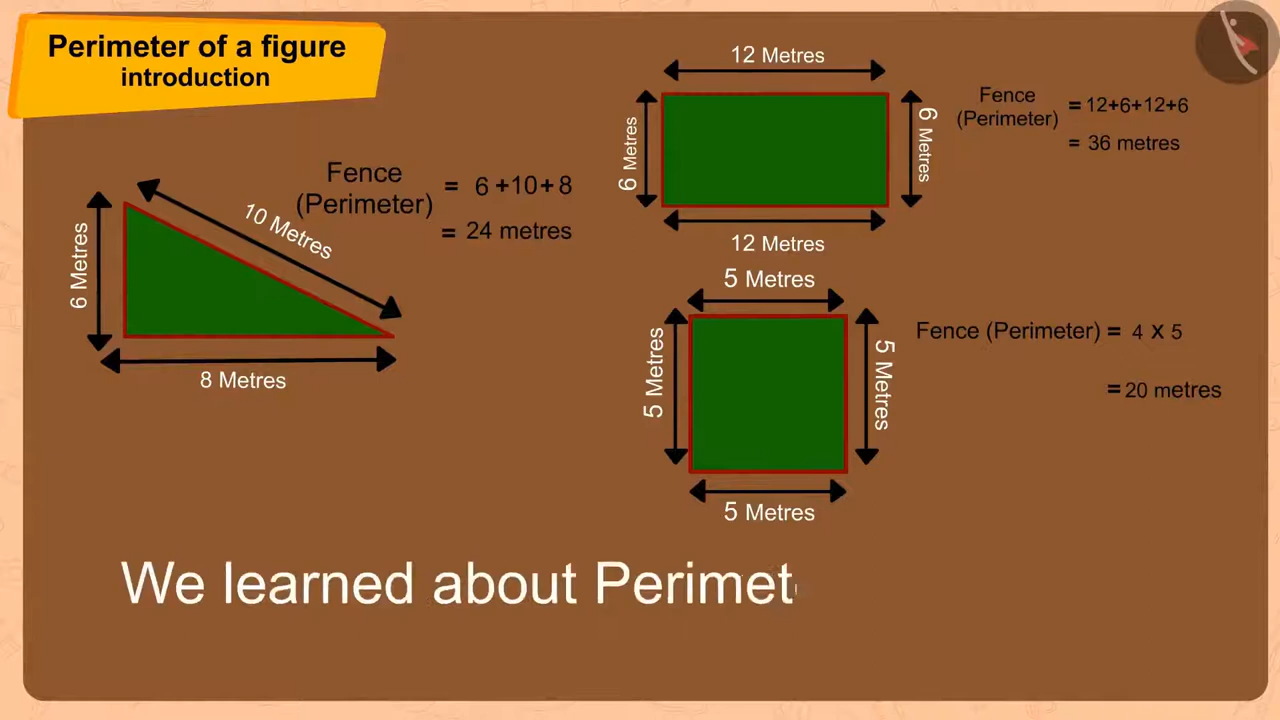 Perimeter of a figure
introduction
6 Metres
10 Metres
8 Metres
Fence
(Perimeter)
= 6 +10+ 8
= 24 metres
12 Metres
6 Metres
6 Metres
12 Metres
Fence
(Perimeter)
= 12+6+12+6
= 36 metres
5 Metres
5 Metres
5 Metres
5 Metres
Fence (Perimeter) = 4 x 5
= 20 metres
We learned about Perimet